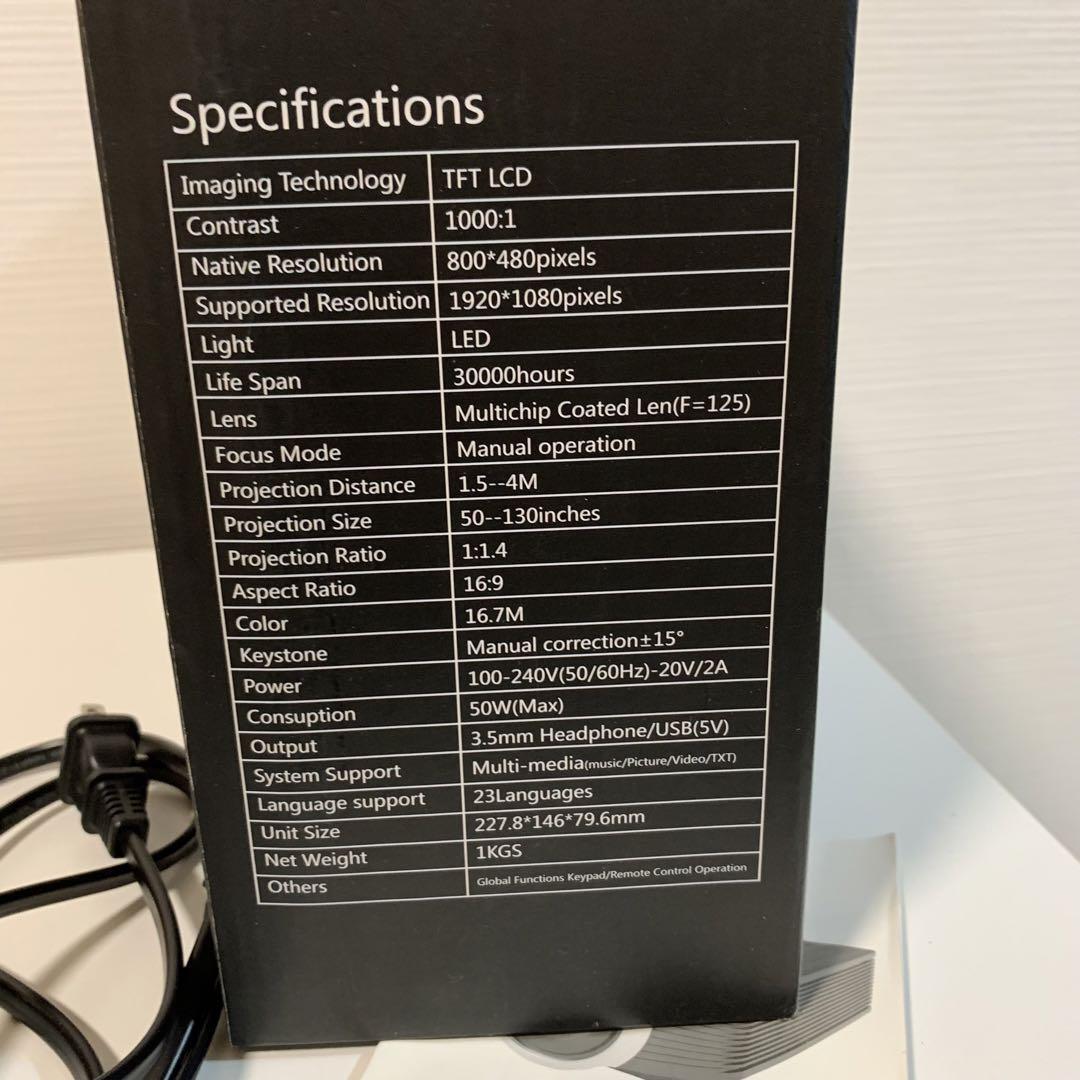 Specifications
Imaging Technology TFT LCD
Contrast 1000:1
Native Resolution 800*480pixels
Supported Resolution 1920*1080pixels
Light LED
Life Span 30000hours
Lens Multichip Coated Len(F=125)
Focus Mode Manual operation
Projection Distance 1.5--4M
Projection Size 50--130inches
Projection Ratio 1:1.4
Aspect Ratio 16:9
Color 16.7M
Keystone Manual correction±15°
Power 100-240V(50/60Hz)-20V/2A
Consuption 50W(Max)
Output 3.5mm Headphone/USB(5V)
System Support Multi-media(music/Picture/Video/TXT)
Language support 23Languages
Unit Size 227.8*146*79.6mm
Net Weight 1KGS
Others Global Functions Keypad/Remote Control Operation